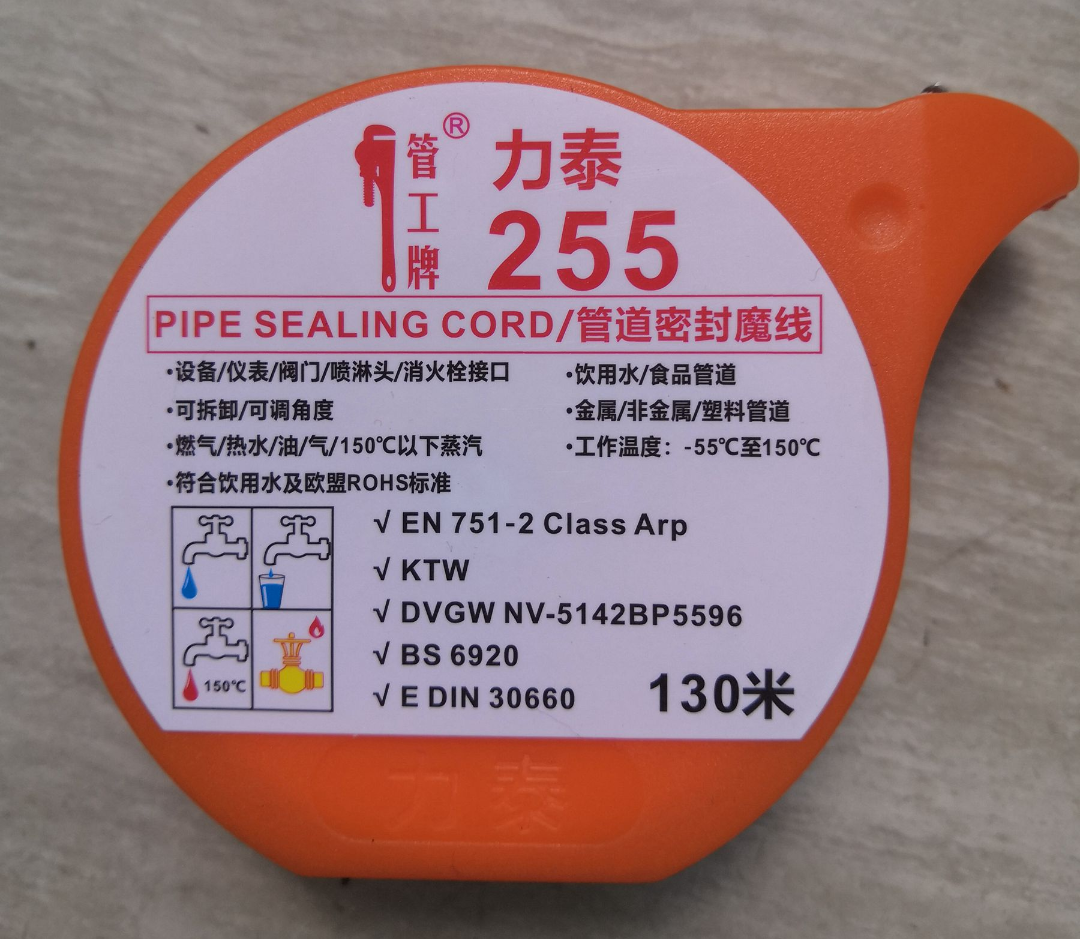 管工牌®
力泰
255
PIPE SEALING CORD/管道密封魔线
·设备/仪表/阀门/喷淋头/消火栓接口
·饮用水/食品管道
·可拆卸/可调角度
·金属/非金属/塑料管道
·燃气/热水/油/气/150℃以下蒸汽
·工作温度：-55℃至150℃
·符合饮用水及欧盟ROHS标准
√ EN 751-2 Class Arp
√ KTW
√ DVGW NV-5142BP5596
√ BS 6920
√ E DIN 30660
150℃
130米
力泰